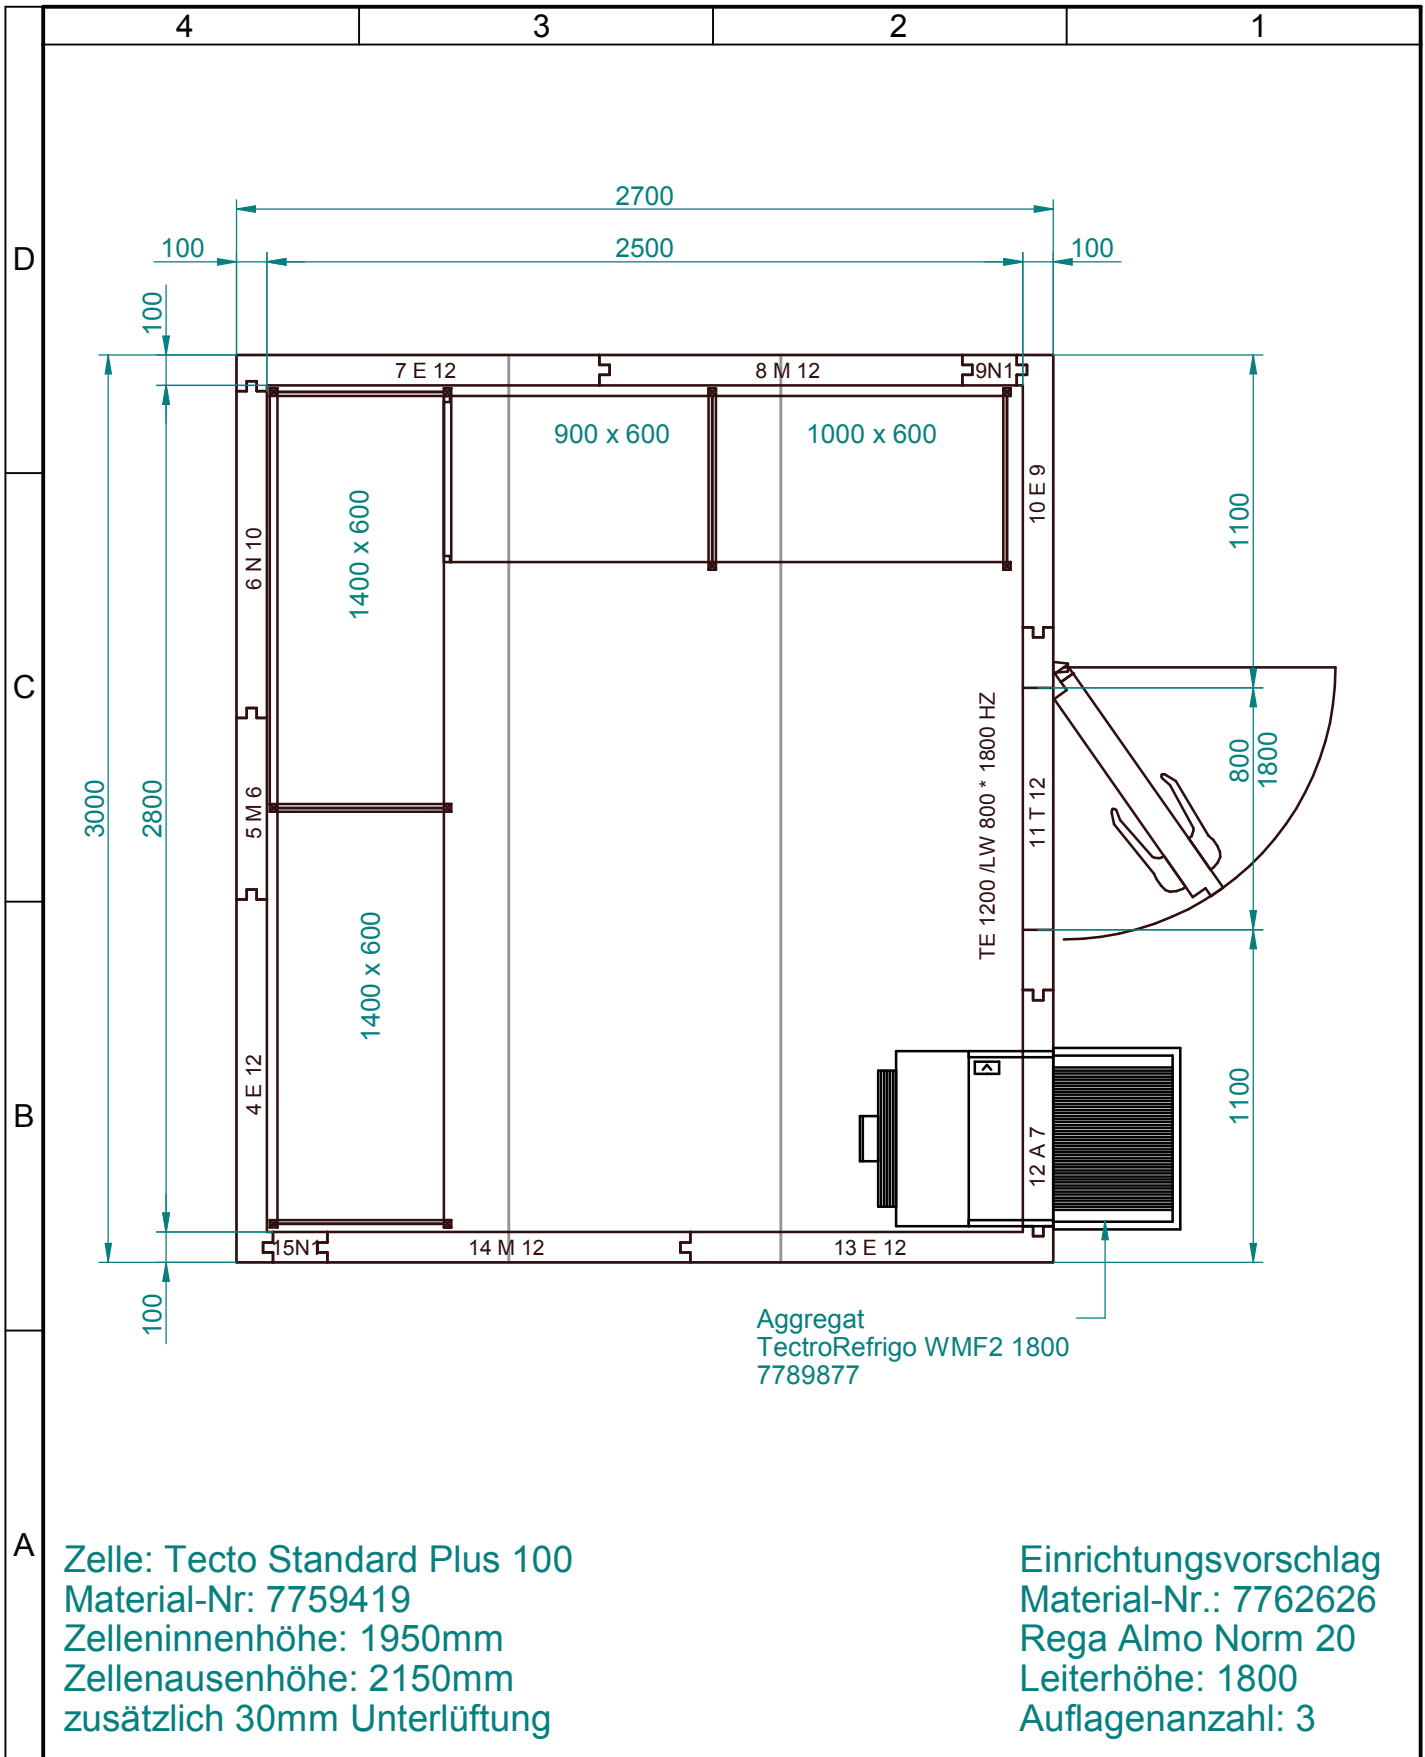 4 3 2 1
D
C
B
A
2700
100 2500 100
100
7 E 12 8 M 12 9N1
900 x 600 1000 x 600
1400 x 600
6 N 10
10 E 9
1100
3000
2800
5 M 6
TE 1200 /LW 800 * 1800 HZ
11 T 12
800
1800
1400 x 600
4 E 12
12 A 7
1100
15N1 14 M 12 13 E 12
100
Aggregat
TectroRefrigo WMF2 1800
7789877
Zelle: Tecto Standard Plus 100
Material-Nr: 7759419
Zelleninnenhöhe: 1950mm
Zellenausenhöhe: 2150mm
zusätzlich 30mm Unterlüftung
Einrichtungsvorschlag
Material-Nr.: 7762626
Rega Almo Norm 20
Leiterhöhe: 1800
Auflagenanzahl: 3